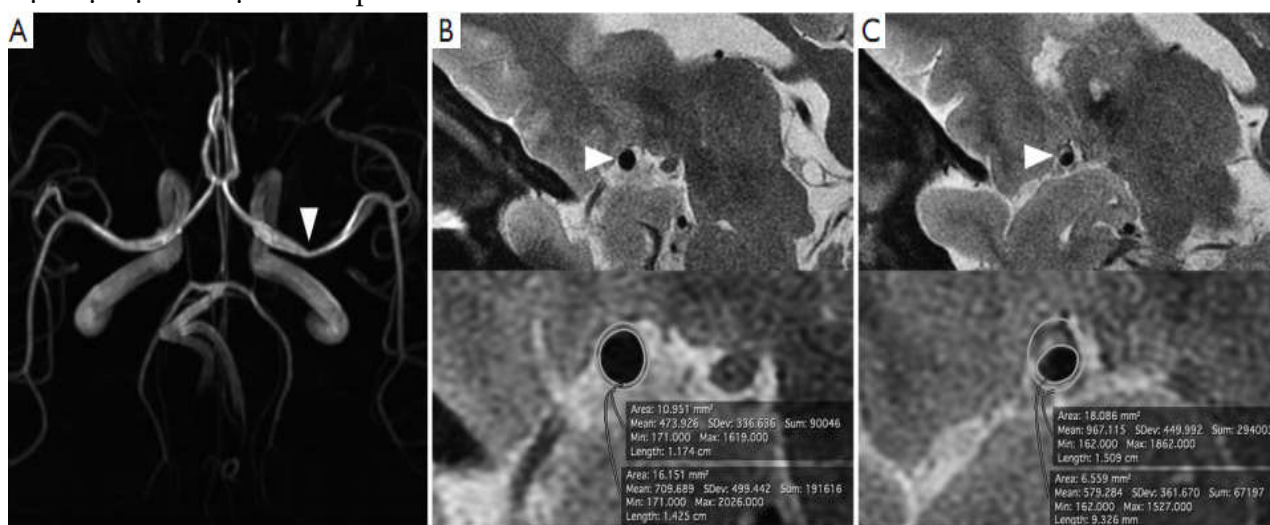 A
B
C
Area: 10.951 mm²
Mean: 473.926 SDev: 336.636 Sum: 90046
Min: 171.000 Max: 1619.000
Length: 1.174 cm
Area: 16.151 mm²
Mean: 709.689 SDev: 499.442 Sum: 191616
Min: 171.000 Max: 2026.000
Length: 1.425 cm
Area: 18.086 mm²
Mean: 967.115 SDev: 449.992 Sum: 294003
Min: 162.000 Max: 1862.000
Length: 1.509 cm
Area: 6.559 mm²
Mean: 579.284 SDev: 361.670 Sum: 67197
Min: 162.000 Max: 1527.000
Length: 9.326 mm